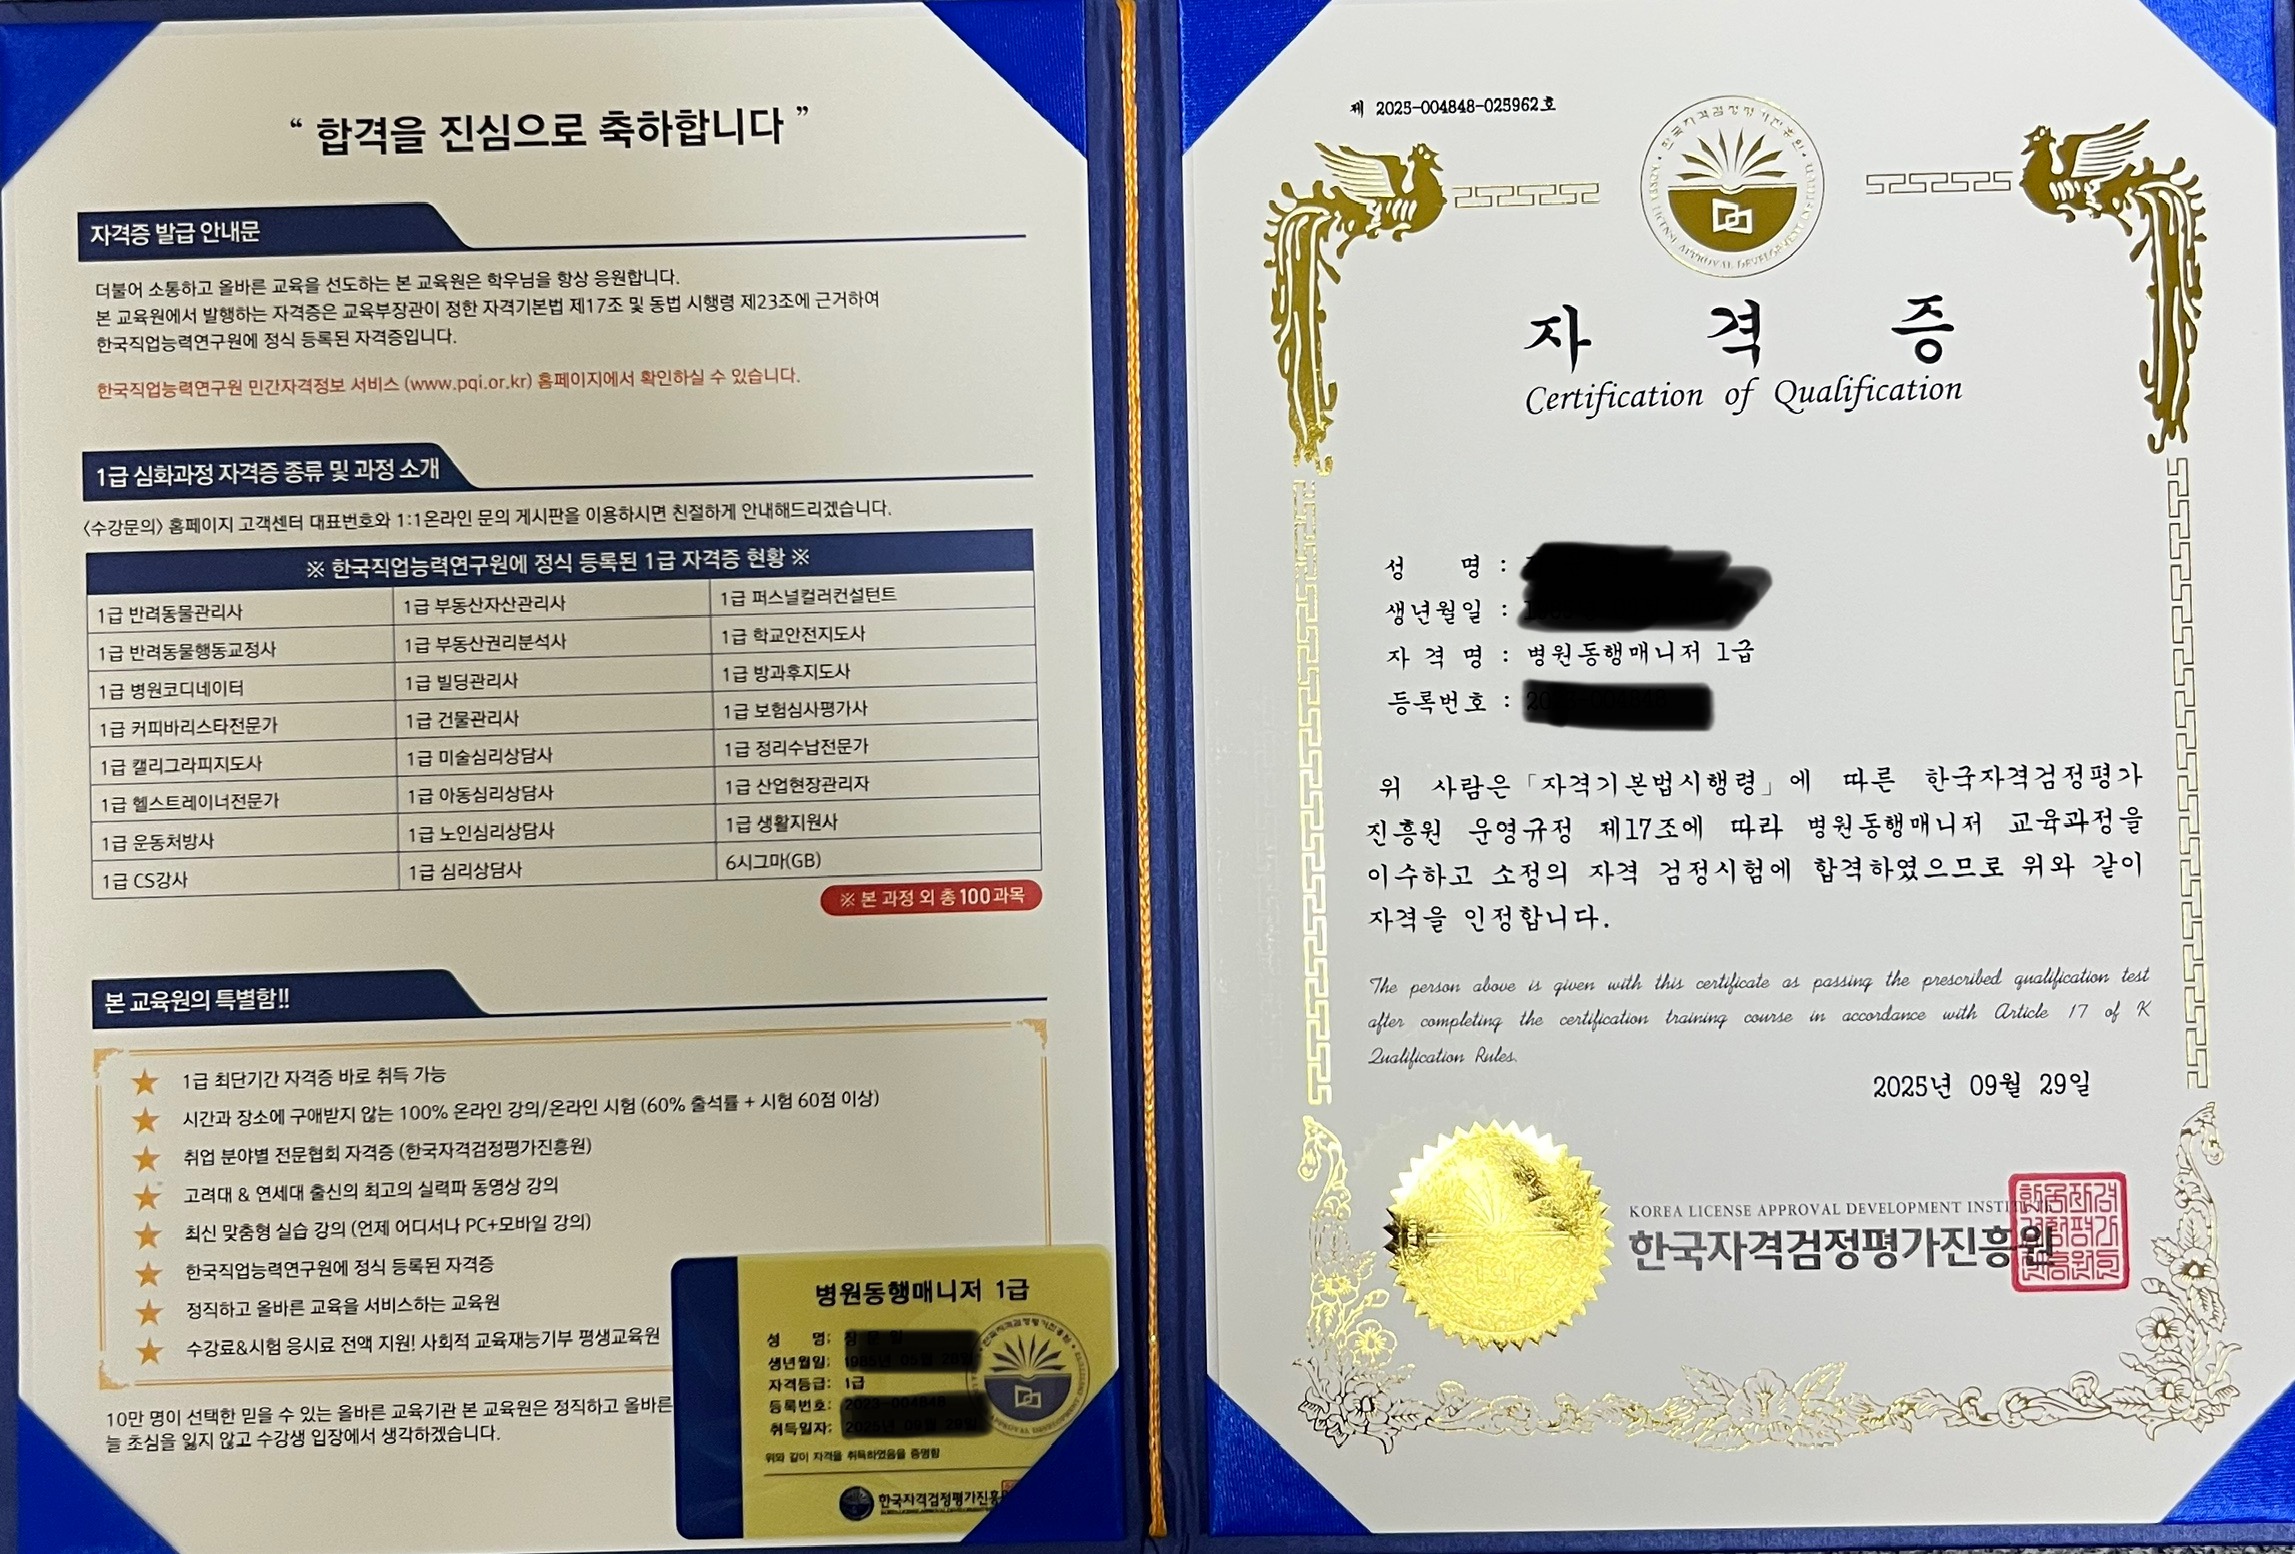 “ 합격을 진심으로 축하합니다 ”
자격증 발급 안내문
더불어 소통하고 올바른 교육을 선도하는 본 교육원은 학우님을 항상 응원합니다.
본 교육원에서 발행하는 자격증은 교육부장관이 정한 자격기본법 제17조 및 동법 시행령 제23조에 근거하여
한국직업능력연구원에 정식 등록된 자격증입니다.
한국직업능력연구원 민간자격정보 서비스 (www.pqi.or.kr) 홈페이지에서 확인하실 수 있습니다.
1급 심화과정 자격증 종류 및 과정 소개
<수강문의> 홈페이지 고객센터 대표번호와 1:1온라인 문의 게시판을 이용하시면 친절하게 안내해드리겠습니다.
※ 한국직업능력연구원에 정식 등록된 1급 자격증 현황 ※
1급 반려동물관리사 1급 부동산자산관리사 1급 퍼스널컬러컨설턴트
1급 반려동물행동교정사 1급 부동산권리분석사 1급 학교안전지도사
1급 병원코디네이터 1급 빌딩관리사 1급 방과후지도사
1급 커피바리스타전문가 1급 건물관리사 1급 보험심사평가사
1급 캘리그라피지도사 1급 미술심리상담사 1급 정리수납전문가
1급 헬스트레이너전문가 1급 아동심리상담사 1급 산업현장관리자
1급 운동처방사 1급 노인심리상담사 1급 생활지원사
1급 CS강사 1급 심리상담사 6시그마(GB)
※ 본 과정 외 총 100과목
본 교육원의 특별함!!
1급 최단기간 자격증 바로 취득 가능
시간과 장소에 구애받지 않는 100% 온라인 강의/온라인 시험 (60% 출석률 + 시험 60점 이상)
취업 분야별 전문협회 자격증 (한국자격검정평가진흥원)
고려대 & 연세대 출신의 최고의 실력파 동영상 강의
최신 맞춤형 실습 강의 (언제 어디서나 PC+모바일 강의)
한국직업능력연구원에 정식 등록된 자격증
정직하고 올바른 교육을 서비스하는 교육원
수강료&시험 응시료 전액 지원! 사회적 교육재능기부 평생교육원
10만 명이 선택한 믿을 수 있는 올바른 교육기관 본 교육원은 정직하고 올바른
늘 초심을 잃지 않고 수강생 입장에서 생각하겠습니다.
병원동행매니저 1급
성 명:
생년월일:
자격등급: 1급
등록번호:
취득일자:
위와 같이 자격을 취득하였음을 증명함
한국자격검정평가진흥
제 2025-004848-025962호
자 격 증
Certification of Qualification
성 명 :
생년월일 :
자 격 명 : 병원동행매니저 1급
등록번호 :
위 사람은「자격기본법시행령」에 따른 한국자격검정평가
진흥원 운영규정 제17조에 따라 병원동행매니저 교육과정을
이수하고 소정의 자격 검정시험에 합격하였으므로 위와 같이
자격을 인정합니다.
The person above is given with this certificate as passing the prescribed qualification test
after completing the certification training course in accordance with Article 17 of K
Qualification Rules.
2025년 09월 29일
KOREA LICENSE APPROVAL DEVELOPMENT
한국자격검정평가진흥원